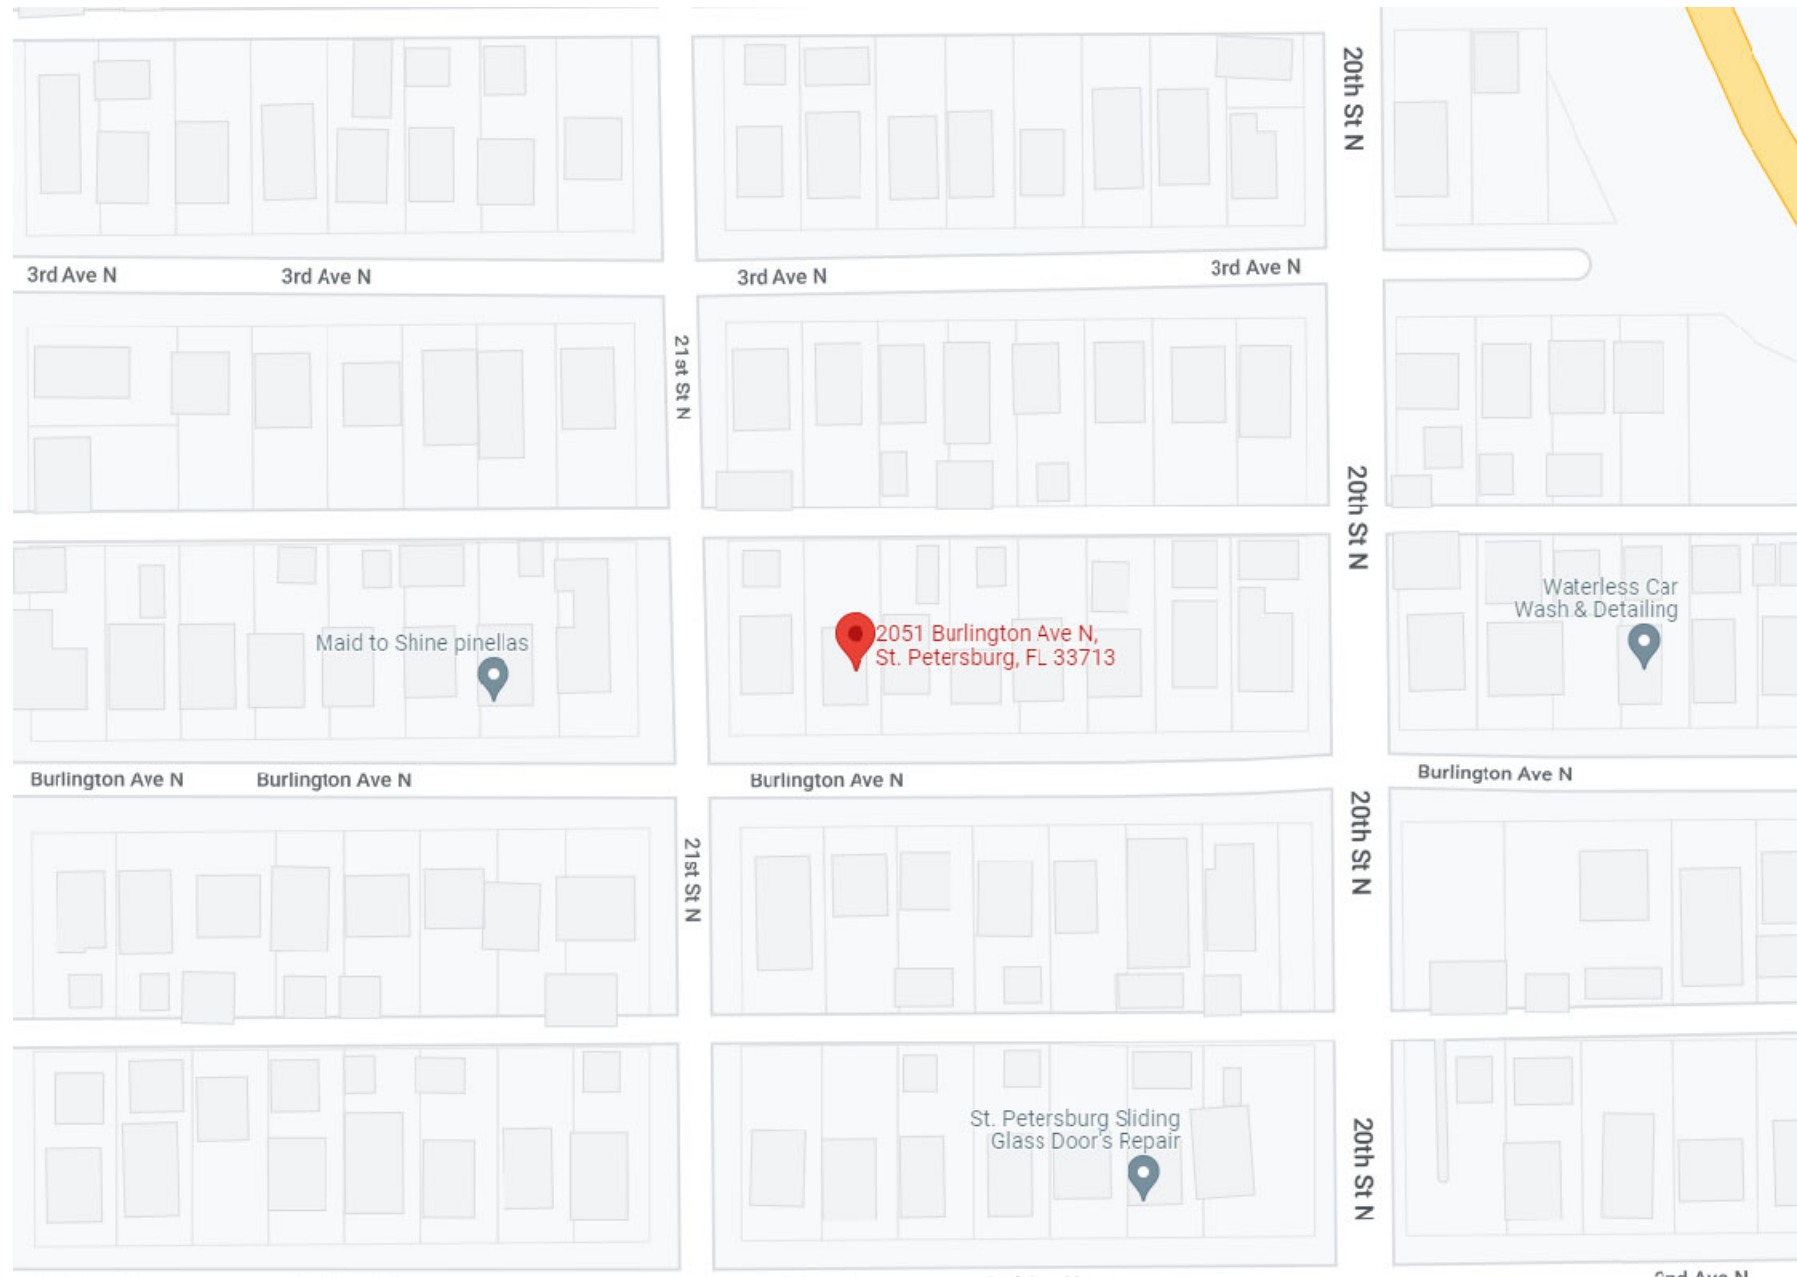 20th St N
3rd Ave N
3rd Ave N
3rd Ave N
3rd Ave N
21st St N
20th St N
Waterless Car
Wash & Detailing
Maid to Shine pinellas
2051 Burlington Ave N,
St. Petersburg, FL 33713
Burlington Ave N
Burlington Ave N
Burlington Ave N
Burlington Ave N
21st St N
20th St N
St. Petersburg Sliding
Glass Door's Repair
20th St N